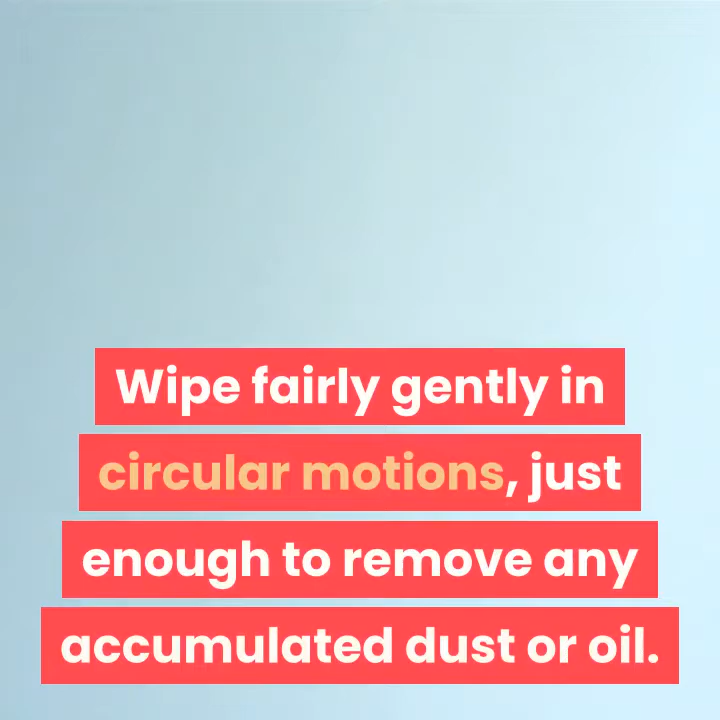 Wipe fairly gently in
circular motions, just
enough to remove any
accumulated dust or oil.